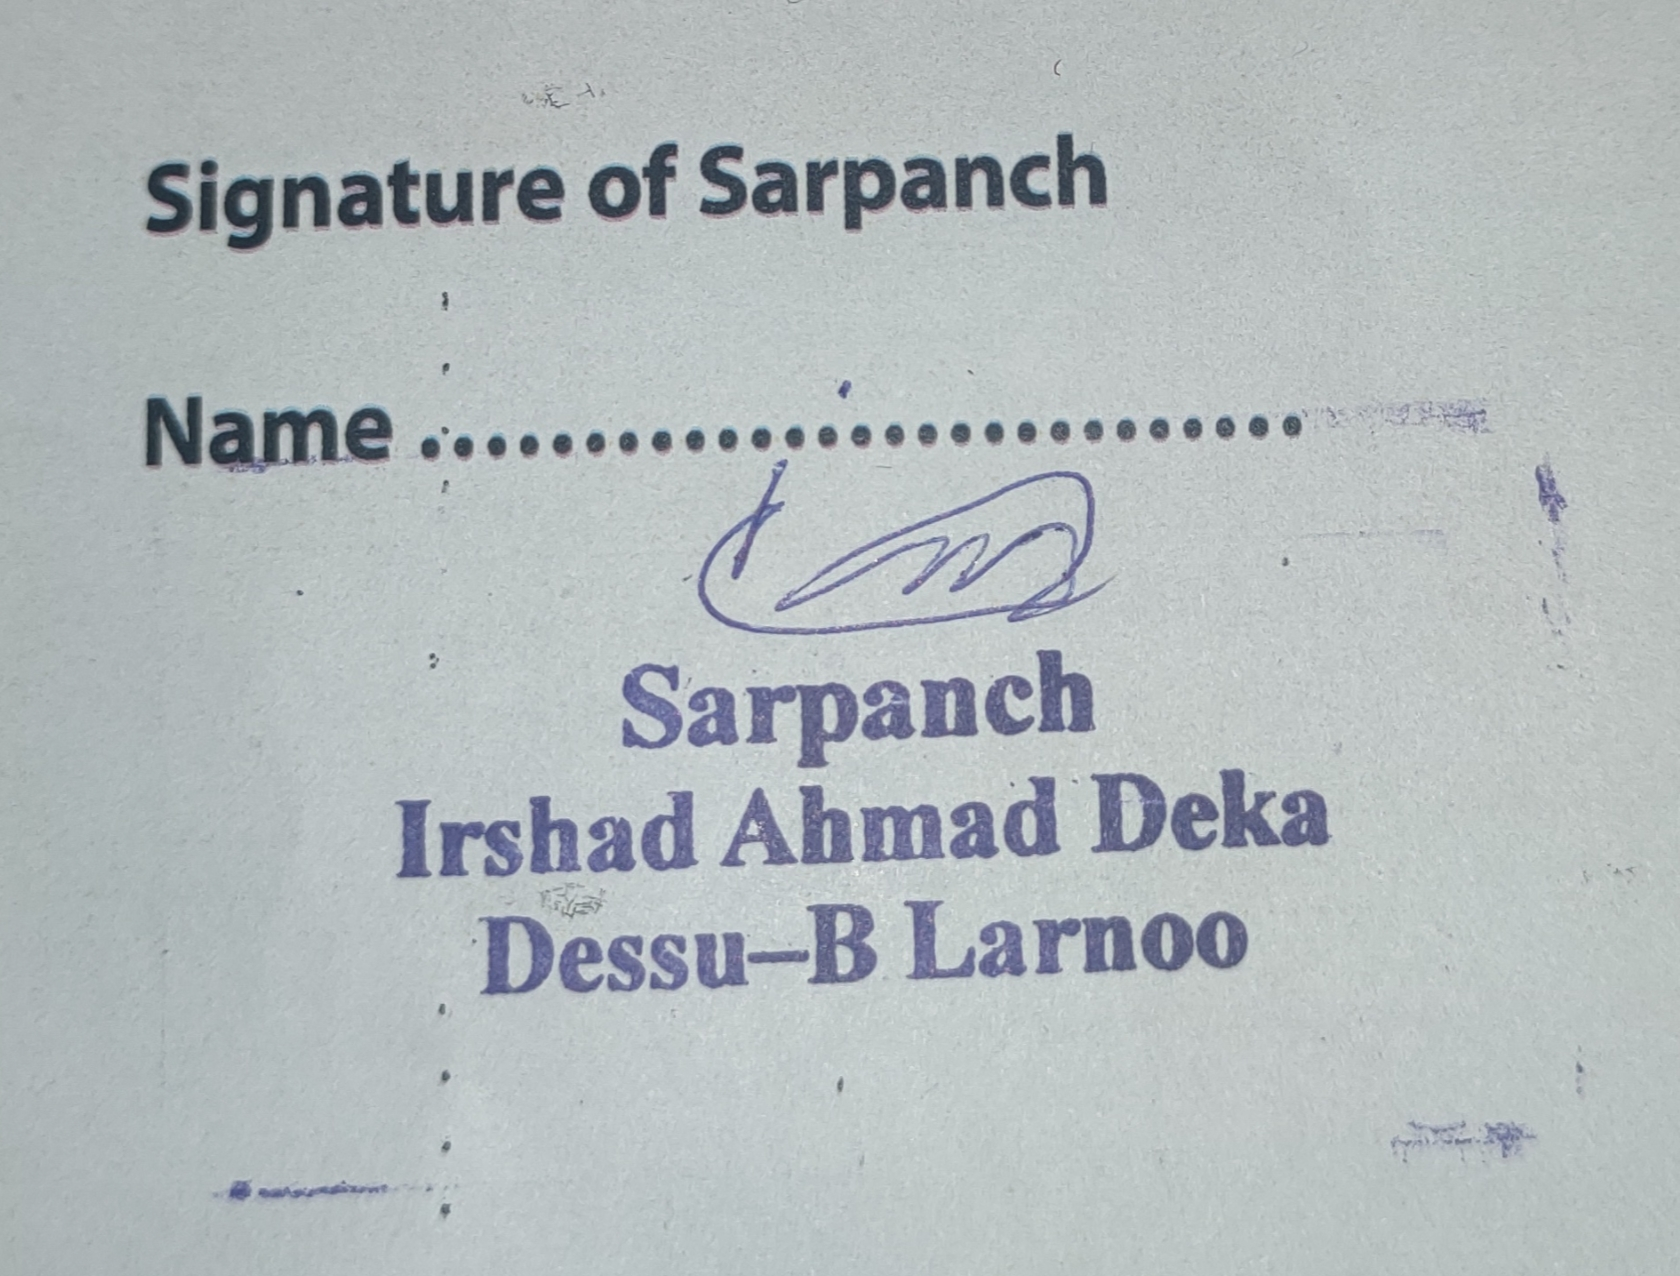 Signature of Sarpanch
Name ...........................
Sarpanch
Irshad Ahmad Deka
Dessu–B Larnoo